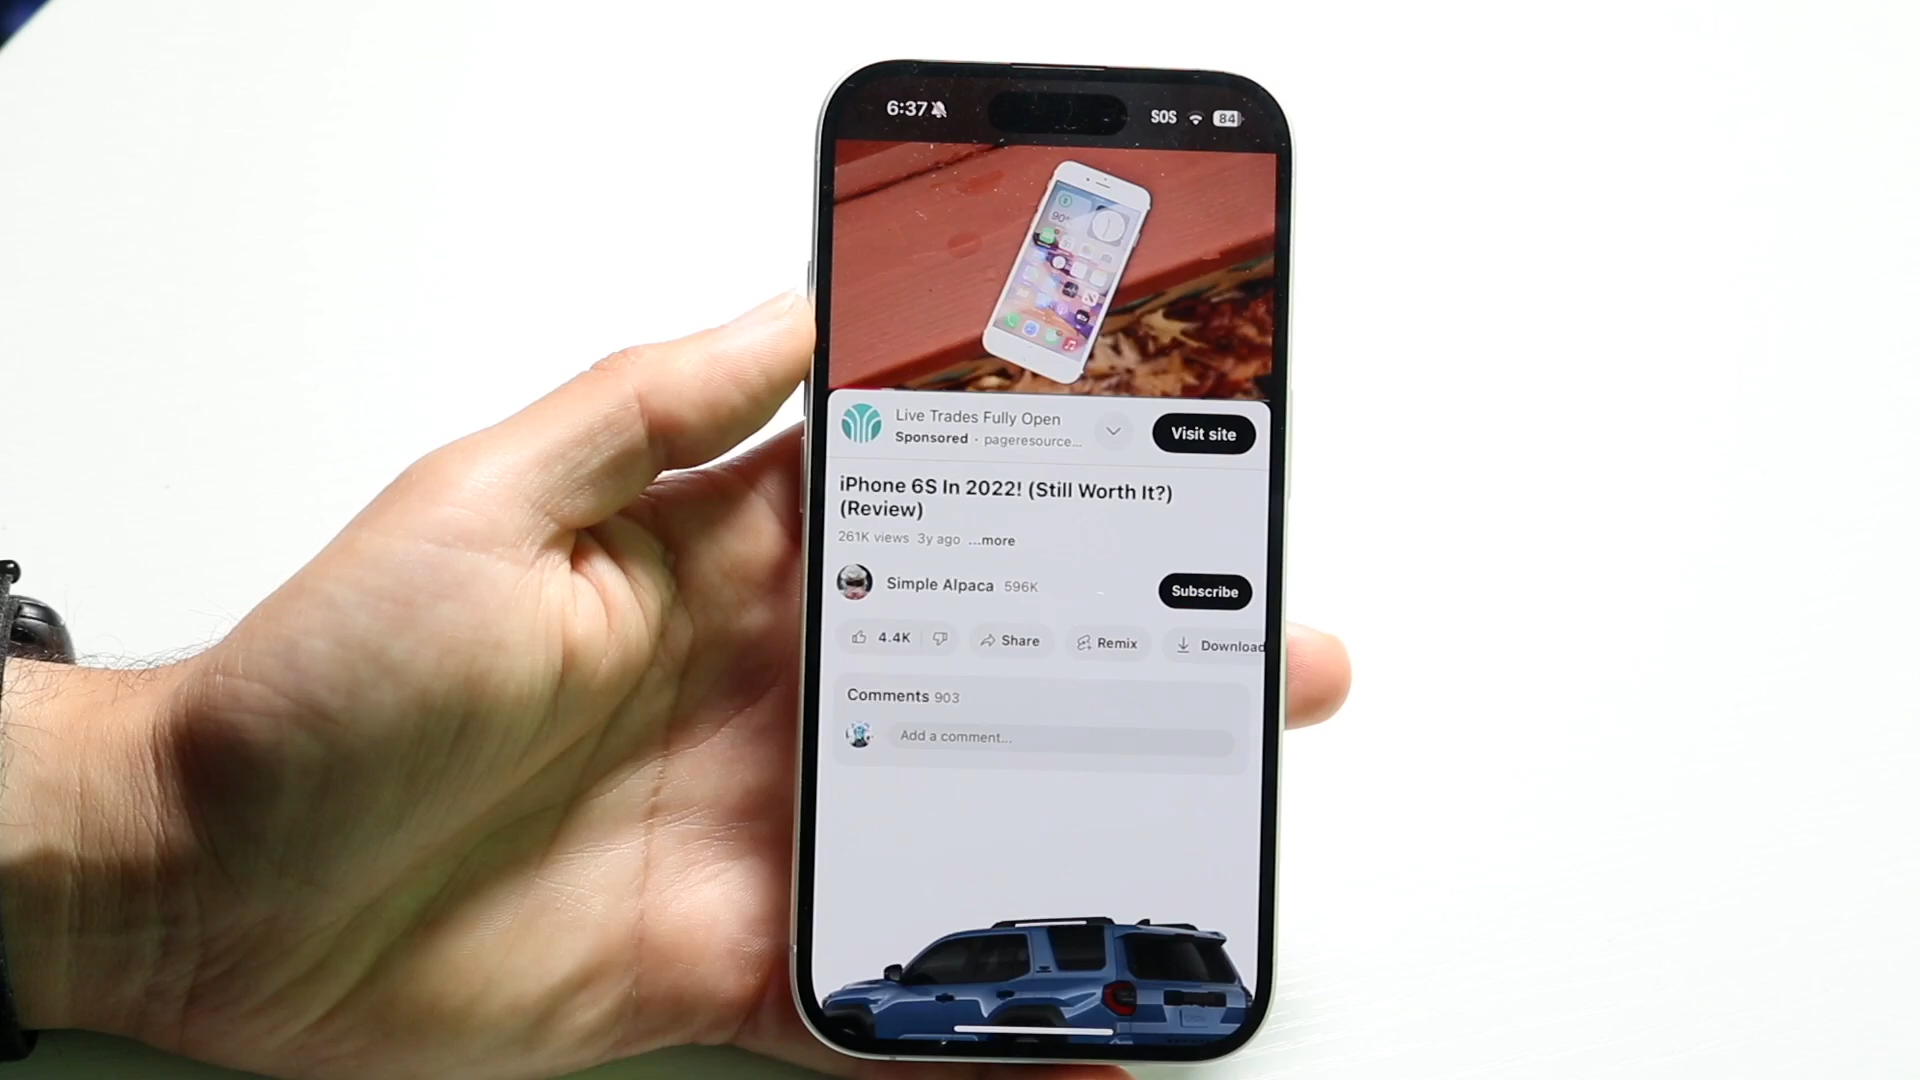 6:37
SOS 84
90°
Live Trades Fully Open
Sponsored · pageresource...
Visit site
iPhone 6S In 2022! (Still Worth It?)
(Review)
261K views 3y ago ...more
Simple Alpaca 596K
Subscribe
4.4K
Share
Remix
Download
Comments 903
Add a comment...